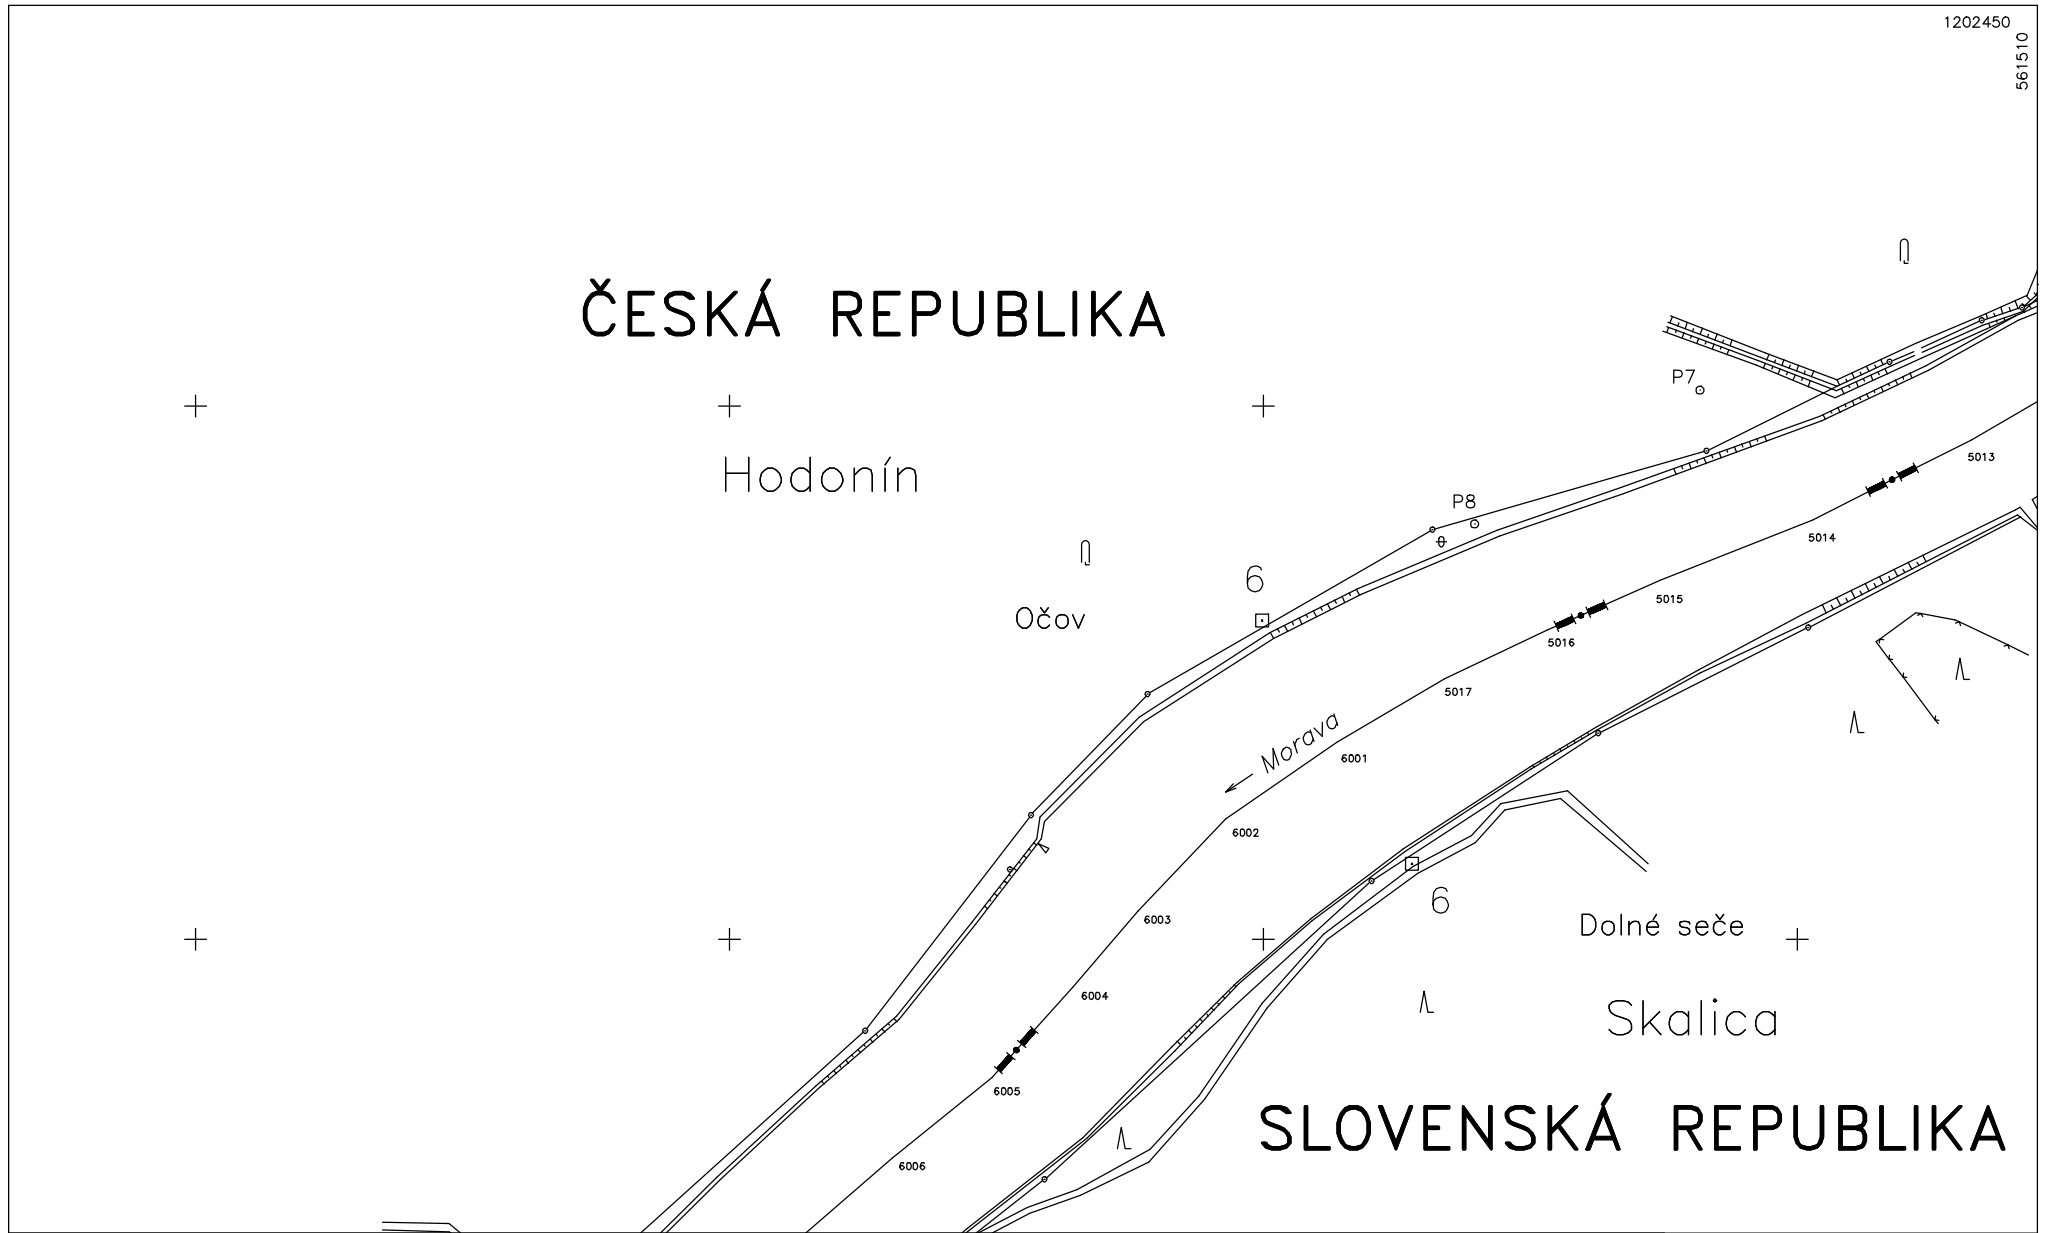 1202450
561510
ČESKÁ REPUBLIKA
P7
Hodonín
5013
P8
5014
6
5015
Očov
5016
5017
Morava
6001
6002
6
6003
Dolné seče
6004
Skalica
6005
SLOVENSKÁ REPUBLIKA
6006